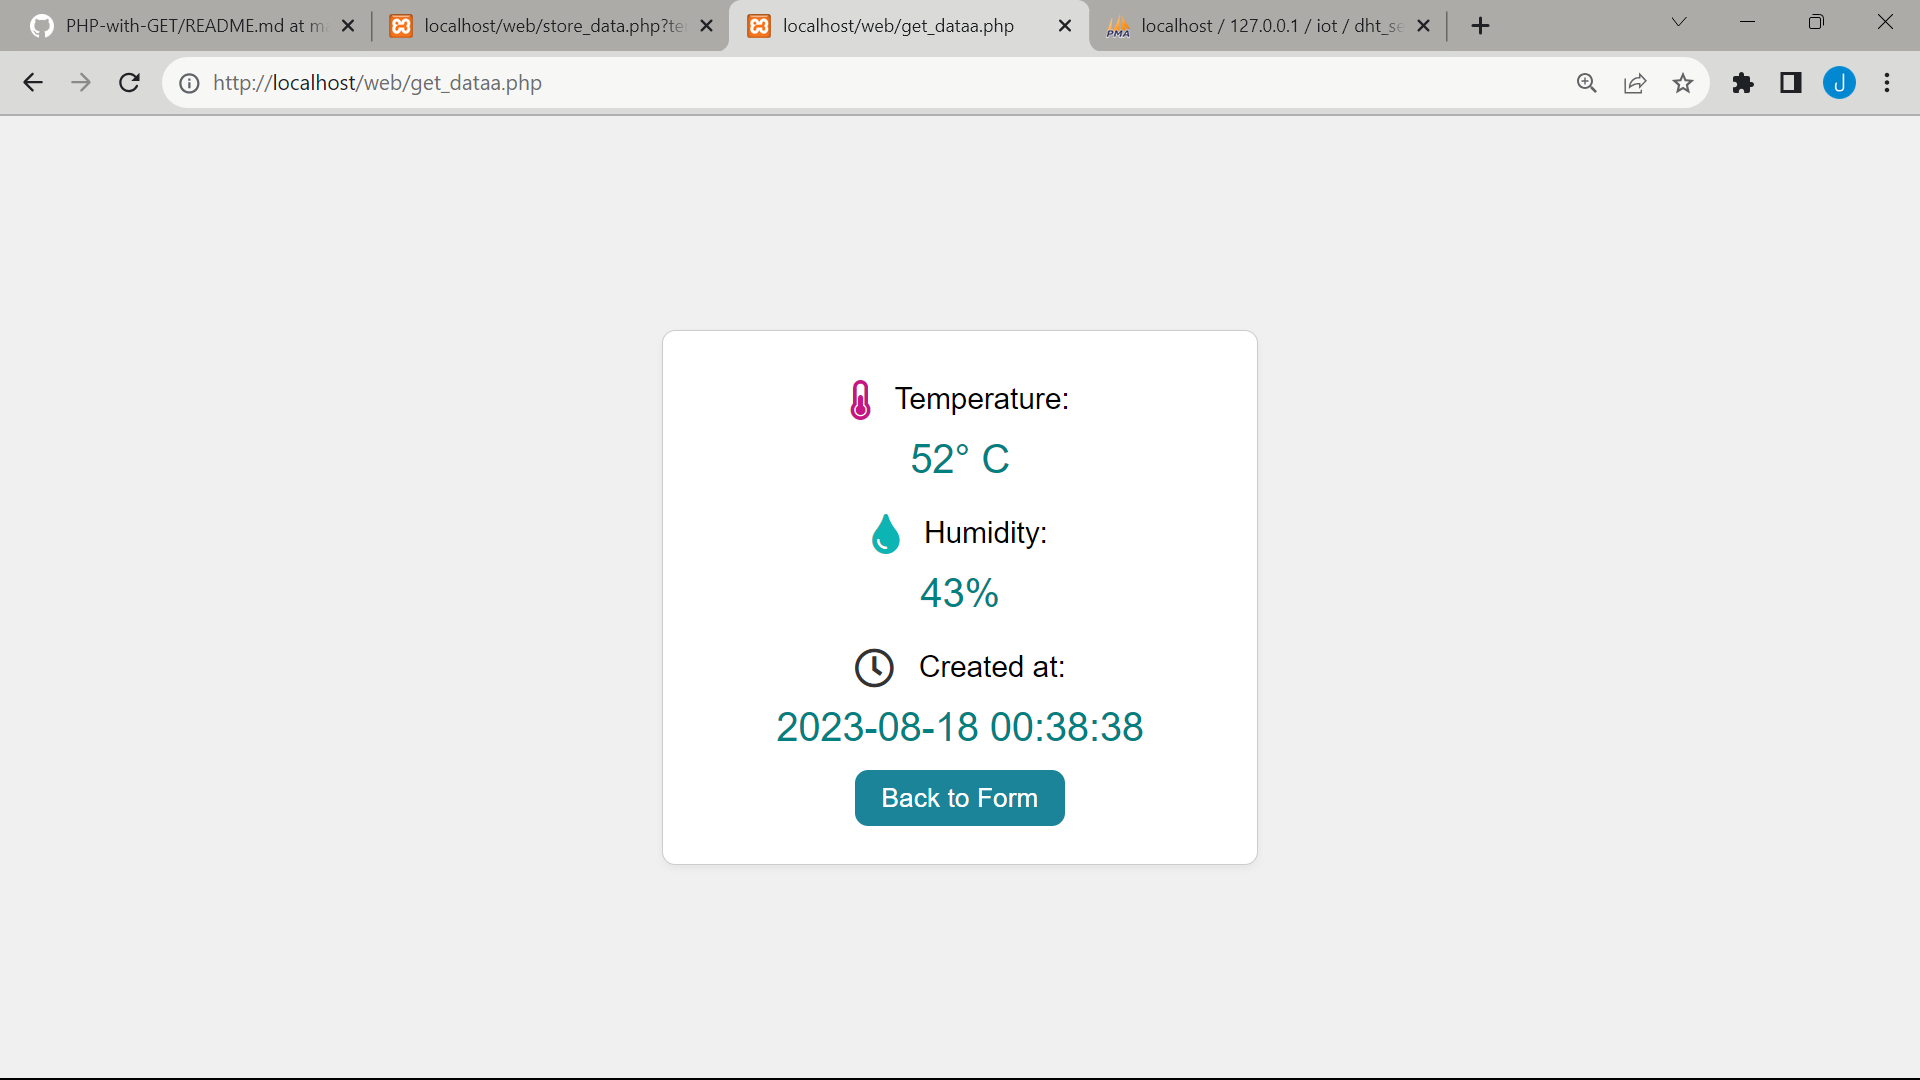 PHP-with-GET/README.md at m
localhost/web/store_data.php?te
localhost/web/get_dataa.php
PMA
localhost / 127.0.0.1 / iot / dht_se
http://localhost/web/get_dataa.php
J
Temperature:
52° C
Humidity:
43%
Created at:
2023-08-18 00:38:38
Back to Form